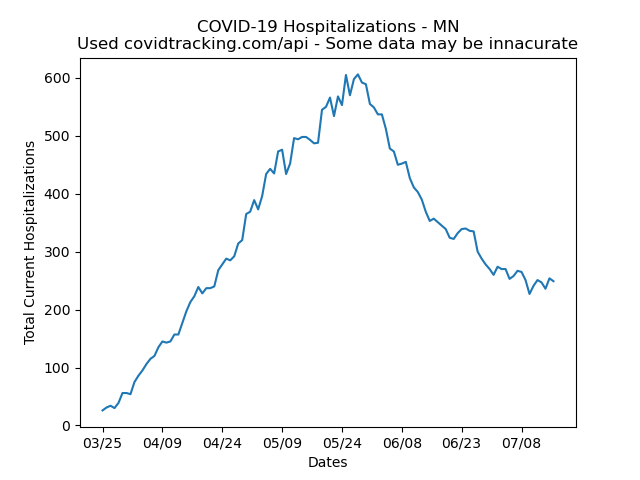 COVID-19 Hospitalizations - MN
Used covidtracking.com/api - Some data may be innacurate
Total Current Hospitalizations
600
500
400
300
200
100
0
03/25 04/09 04/24 05/09 05/24 06/08 06/23 07/08
Dates